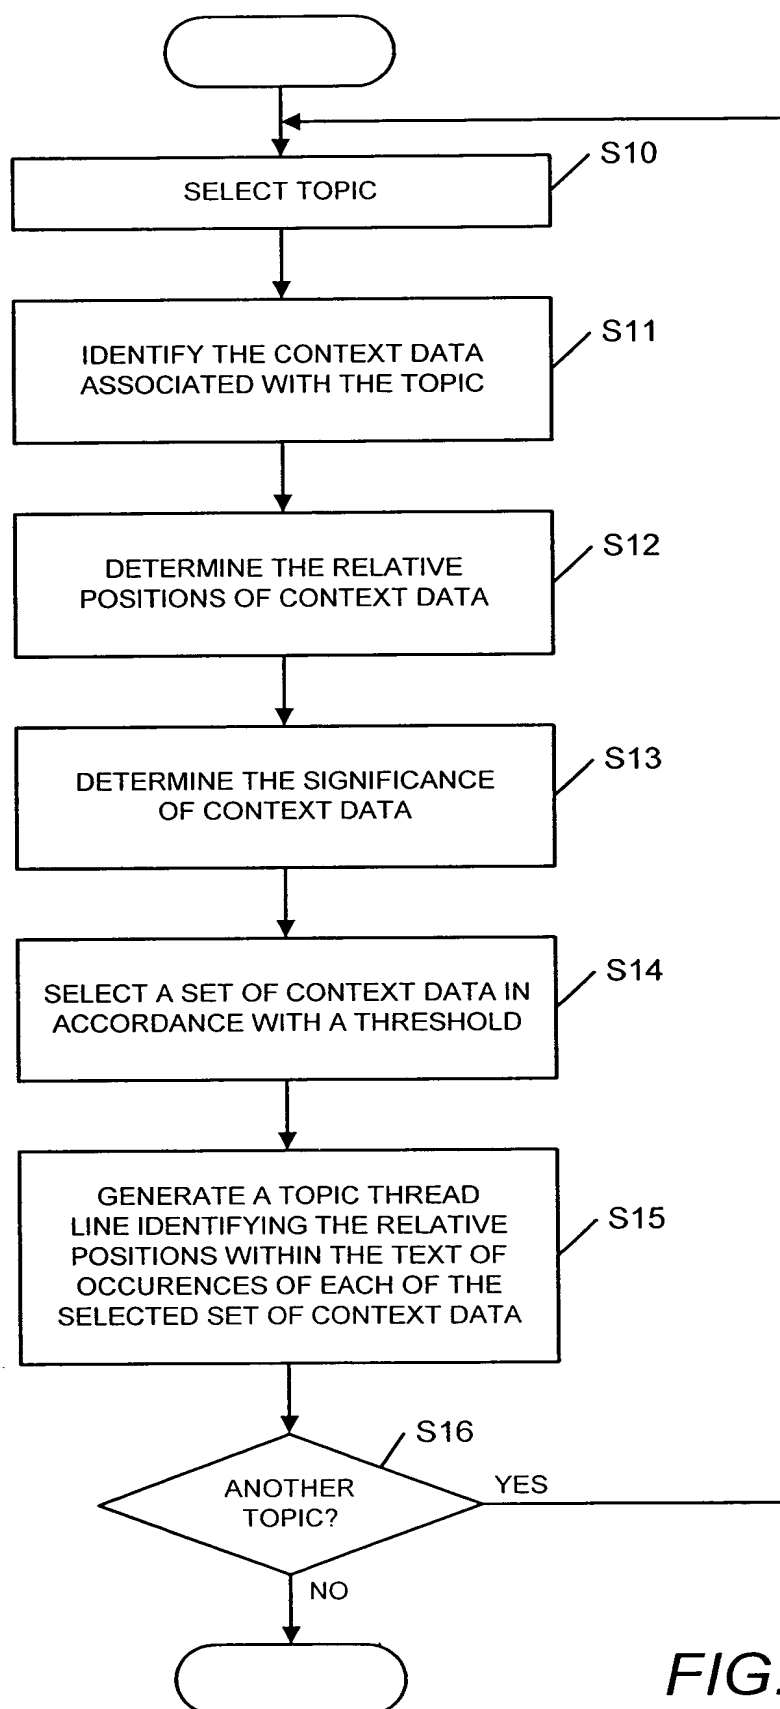 S10
SELECT TOPIC
S11
IDENTIFY THE CONTEXT DATA
ASSOCIATED WITH THE TOPIC
S12
DETERMINE THE RELATIVE
POSITIONS OF CONTEXT DATA
S13
DETERMINE THE SIGNIFICANCE
OF CONTEXT DATA
S14
SELECT A SET OF CONTEXT DATA IN
ACCORDANCE WITH A THRESHOLD
GENERATE A TOPIC THREAD
LINE IDENTIFYING THE RELATIVE
S15
POSITIONS WITHIN THE TEXT OF
OCCURENCES OF EACH OF THE
SELECTED SET OF CONTEXT DATA
S16
ANOTHER
TOPIC?
YES
NO
FIG.